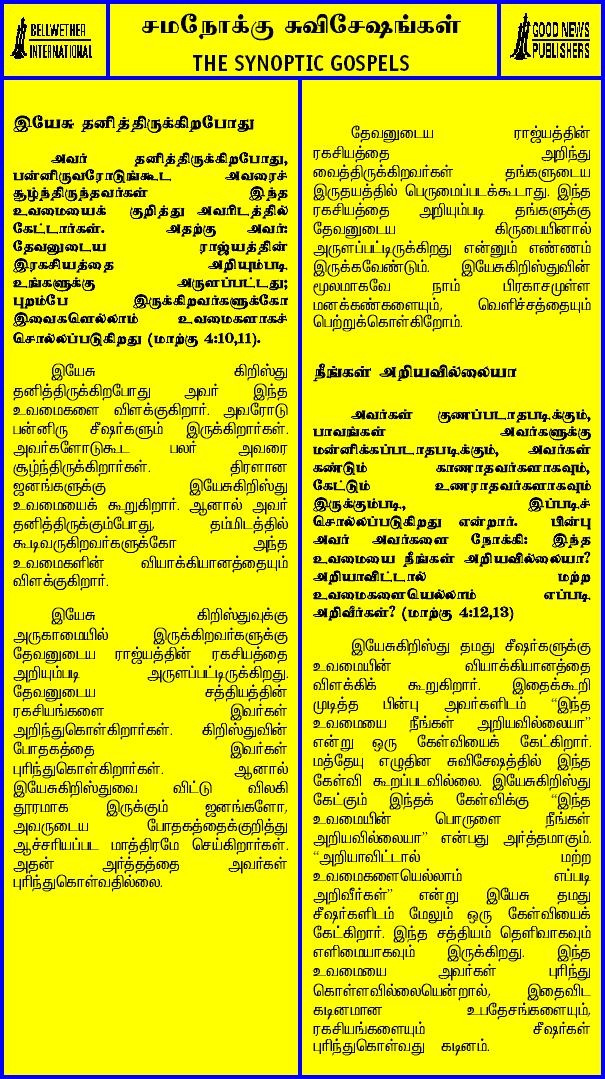 BELLWETHER
INTERNATIONAL
சமநோக்கு சுவிசேஷங்கள்
THE SYNOPTIC GOSPELS
GOOD NEWS
PUBLISHERS
இயேசு தனித்திருக்கிறபோது
அவர் தனித்திருக்கிறபோது,
பன்னிருவரோடுங்கூட அவரைச்
சூழ்ந்திருந்தவர்கள் இந்த
உவமையைக் குறித்து அவரிடத்தில்
கேட்டார்கள். அதற்கு அவர்:
தேவனுடைய ராஜ்யத்தின்
இரகசியத்தை அறியும்படி
உங்களுக்கு அருளப்பட்டது;
புறம்பே இருக்கிறவர்களுக்கோ
இவைகளெல்லாம் உவமைகளாகச்
சொல்லப்படுகிறது (மாற்கு 4:10,11).
இயேசு கிறிஸ்து
தனித்திருக்கிறபோது அவர் இந்த
உவமைகளை விளக்குகிறார். அவரோடு
பன்னிரு சீஷர்களும் இருக்கிறார்கள்.
அவர்களோடுகூட பலர் அவரை
சூழ்ந்திருக்கிறார்கள். திரளான
ஜனங்களுக்கு இயேசுகிறிஸ்து
உவமையைக் கூறுகிறார். ஆனால் அவர்
தனித்திருக்கும்போது, தம்மிடத்தில்
கூடிவருகிறவர்களுக்கோ அந்த
உவமைகளின் வியாக்கியானத்தையும்
விளக்குகிறார்.
இயேசு கிறிஸ்துவுக்கு
அருகாமையில் இருக்கிறவர்களுக்கு
தேவனுடைய ராஜ்யத்தின் ரகசியத்தை
அறியும்படி அருளப்பட்டிருக்கிறது.
தேவனுடைய சத்தியத்தின்
ரகசியங்களை இவர்கள்
அறிந்துகொள்கிறார்கள். கிறிஸ்துவின்
போதகத்தை இவர்கள்
புரிந்துகொள்கிறார்கள். ஆனால்
இயேசுகிறிஸ்துவை விட்டு விலகி
தூரமாக இருக்கும் ஜனங்களோ,
அவருடைய போதகத்தைக்குறித்து
ஆச்சரியப்பட மாத்திரமே செய்கிறார்கள்.
அதன் அர்த்தத்தை அவர்கள்
புரிந்துகொள்வதில்லை.
தேவனுடைய ராஜ்யத்தின்
ரகசியத்தை அறிந்து
வைத்திருக்கிறவர்கள் தங்களுடைய
இருதயத்தில் பெருமைப்படக்கூடாது. இந்த
ரகசியத்தை அறியும்படி தங்களுக்கு
தேவனுடைய கிருபையினால்
அருளப்பட்டிருக்கிறது என்னும் எண்ணம்
இருக்கவேண்டும். இயேசுகிறிஸ்துவின்
மூலமாகவே நாம் பிரகாசமுள்ள
மனக்கண்களையும், வெளிச்சத்தையும்
பெற்றுக்கொள்கிறோம்.
நீங்கள் அறியவில்லையா
அவர்கள் குணப்படாதபடிக்கும்,
பாவங்கள் அவர்களுக்கு
மன்னிக்கப்படாதபடிக்கும், அவர்கள்
கண்டும் காணாதவர்களாகவும்,
கேட்டும் உணராதவர்களாகவும்
இருக்கும்படி, இப்படிச்
சொல்லப்படுகிறது என்றார். பின்பு
அவர் அவர்களை நோக்கி: இந்த
உவமையை நீங்கள் அறியவில்லையா?
அறியாவிட்டால் மற்ற
உவமைகளையெல்லாம் எப்படி
அறிவீர்கள்? (மாற்கு 4:12,13)
இயேசுகிறிஸ்து தமது சீஷர்களுக்கு
உவமையின் வியாக்கியானத்தை
விளக்கிக் கூறுகிறார். இதைக்கூறி
முடித்த பின்பு அவர்களிடம் “இந்த
உவமையை நீங்கள் அறியவில்லையா”
என்று ஒரு கேள்வியைக் கேட்கிறார்.
மத்தேயு எழுதின சுவிசேஷத்தில் இந்த
கேள்வி கூறப்படவில்லை. இயேசுகிறிஸ்து
கேட்கும் இந்தக் கேள்விக்கு “இந்த
உவமையின் பொருளை நீங்கள்
அறியவில்லையா” என்பது அர்த்தமாகும்.
“அறியாவிட்டால் மற்ற
உவமைகளையெல்லாம் எப்படி
அறிவீர்கள்” என்று இயேசு தமது
சீஷர்களிடம் மேலும் ஒரு கேள்வியைக்
கேட்கிறார். இந்த சத்தியம் தெளிவாகவும்
எளிமையாகவும் இருக்கிறது. இந்த
உவமையை அவர்கள் புரிந்து
கொள்ளவில்லையென்றால், இதைவிட
கடினமான உபதேசங்களையும்,
ரகசியங்களையும் சீஷர்கள்
புரிந்துகொள்வது கடினம்.